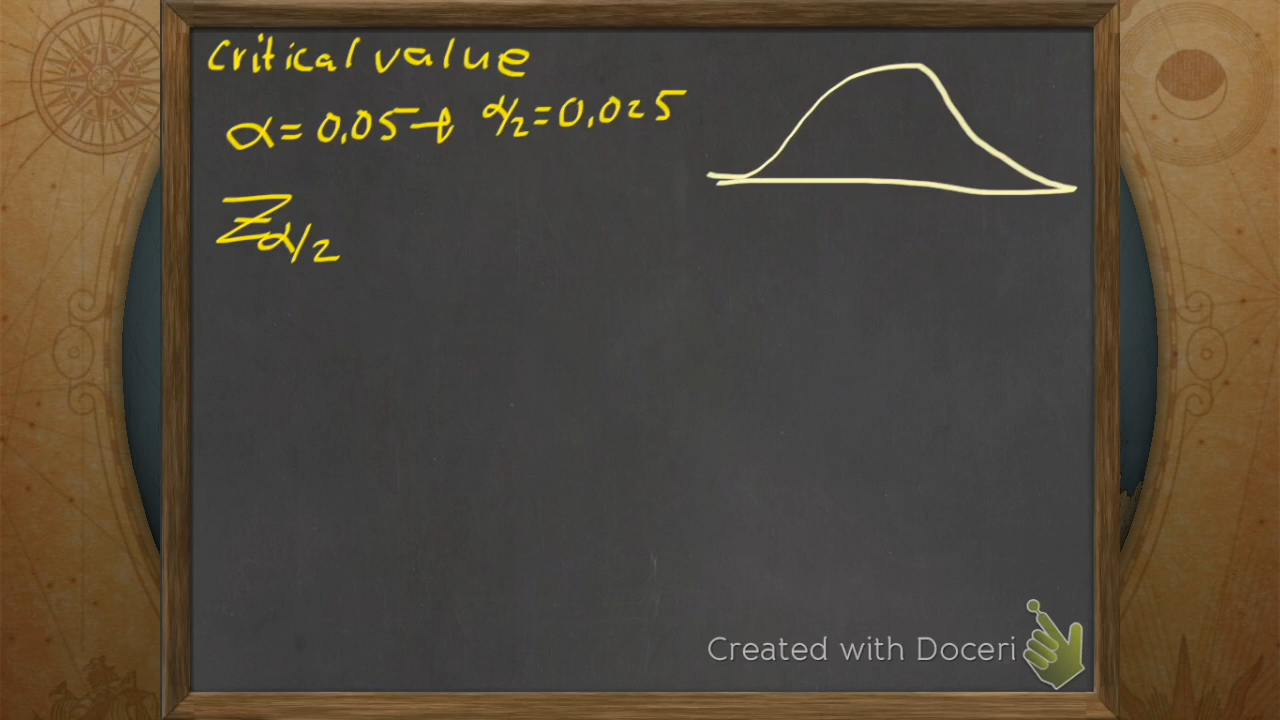 Critical value
α = 0.05 → α/2 = 0.025
Zα/2
Created with Doceri